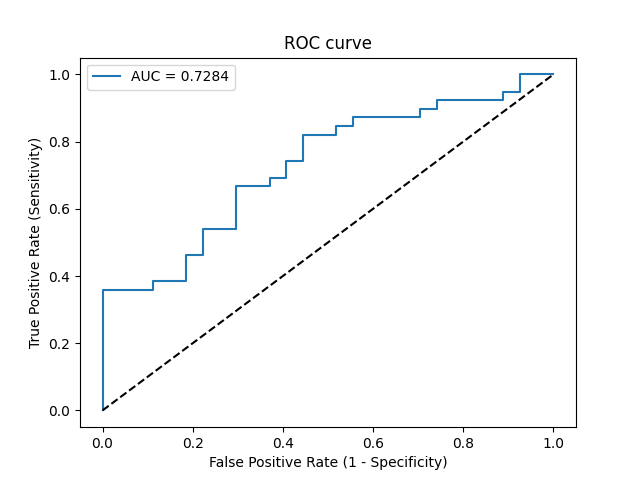 ROC curve
AUC = 0.7284
True Positive Rate (Sensitivity)
1.0
0.8
0.6
0.4
0.2
0.0
0.0 0.2 0.4 0.6 0.8 1.0
False Positive Rate (1 - Specificity)